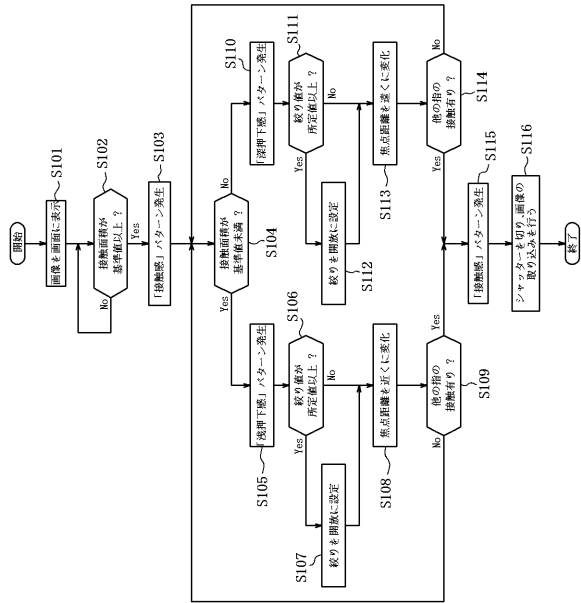 開始
画像を画面に表示
S101
接触面積が
基準値以上？
S102
No
Yes
「接触感」パターン発生
S103
接触面積が
基準値未満？
S104
Yes
No
「浅押下感」パターン発生
S105
絞り値が
所定値以上？
S106
Yes
No
絞りを開放に設定
S107
焦点距離を近くに変化
S108
他の指の
接触有り？
S109
No
Yes
「深押下感」パターン発生
S110
絞り値が
所定値以上？
S111
Yes
No
絞りを開放に設定
S112
焦点距離を遠くに変化
S113
他の指の
接触有り？
S114
Yes
No
「接触感」パターン発生
S115
シャッターを切り、画像の
取り込みを行う
S116
終了